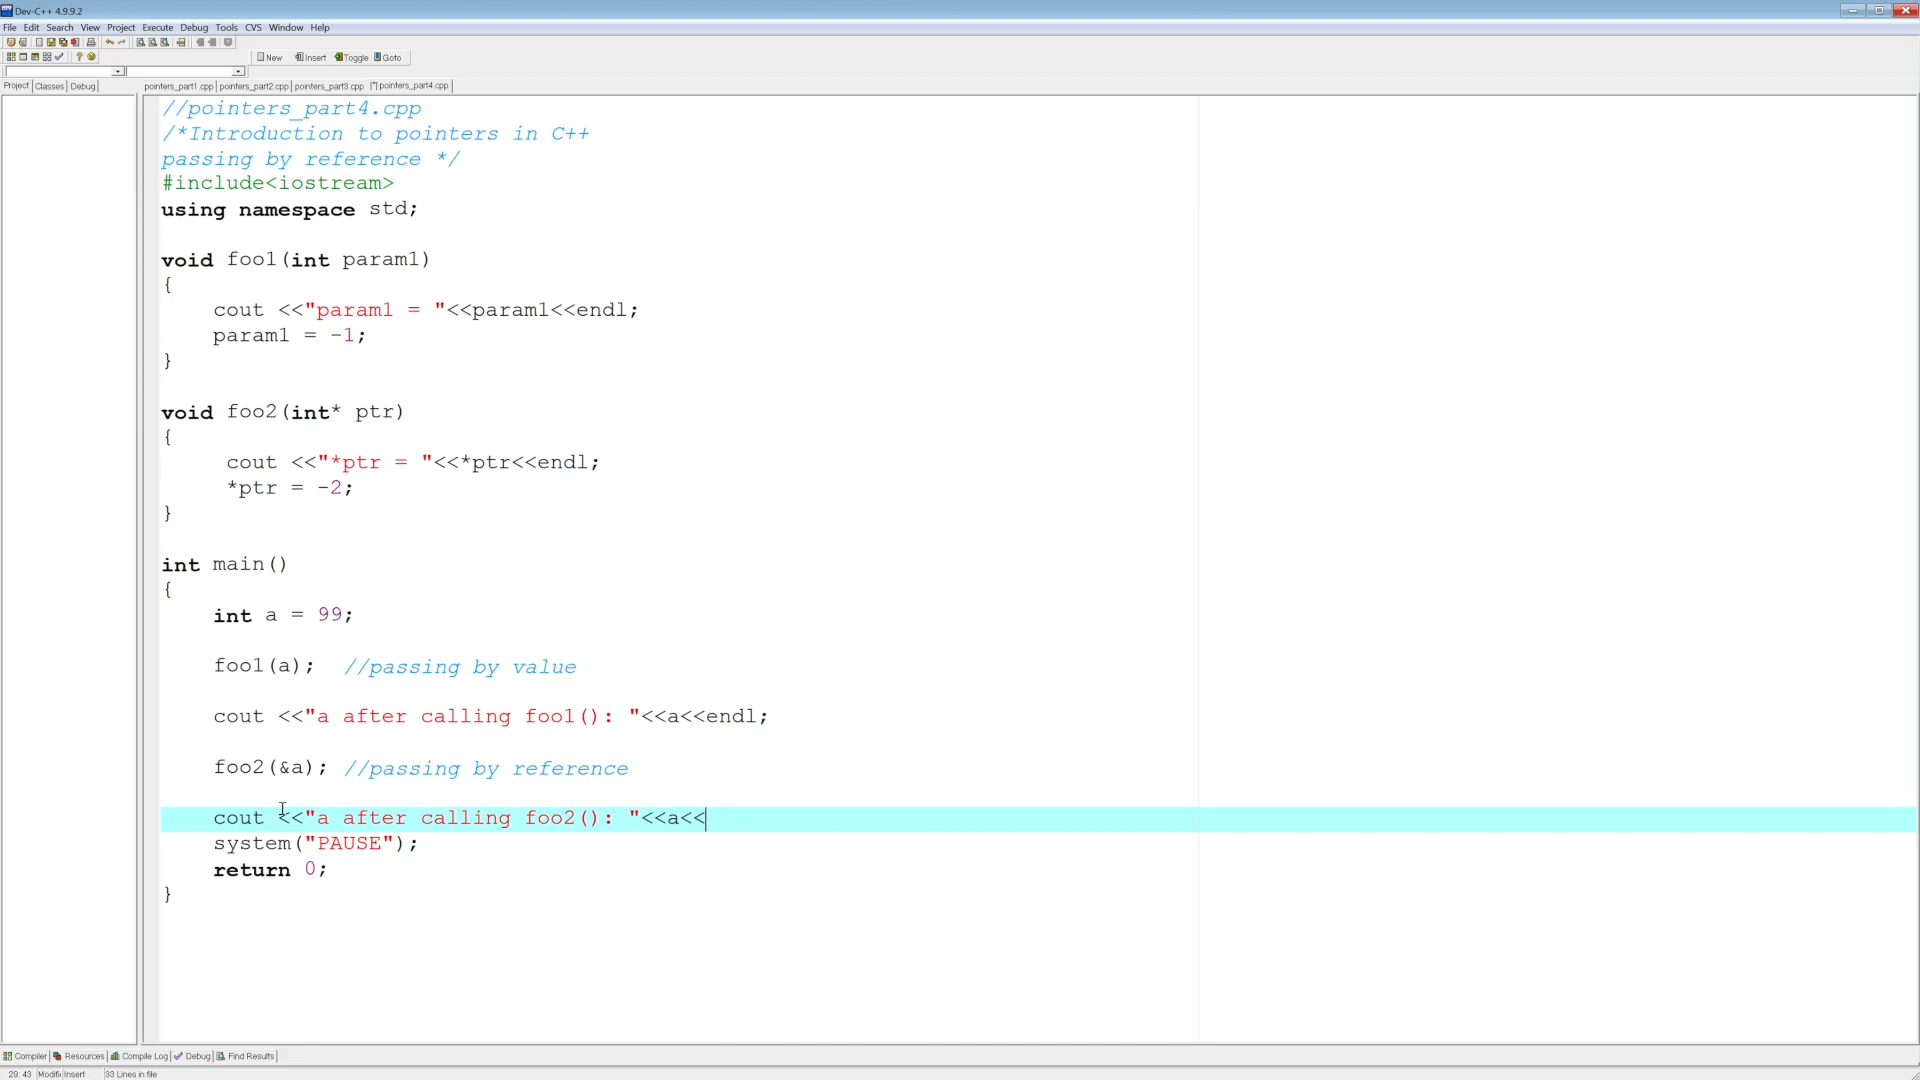 Dev-C++ 4.9.9.2
File Edit Search View Project Execute Debug Tools CVS Window Help
New Insert Toggle Goto
Project Classes Debug pointers_part1.cpp pointers_part2.cpp pointers_part3.cpp [*] pointers_part4.cpp
//pointers_part4.cpp
/*Introduction to pointers in C++
passing by reference */
#include<iostream>
using namespace std;
void foo1(int param1)
{
cout <<"param1 = "<<param1<<endl;
param1 = -1;
}
void foo2(int* ptr)
{
cout <<"*ptr = "<<*ptr<<endl;
*ptr = -2;
}
int main()
{
int a = 99;
foo1(a); //passing by value
cout <<"a after calling foo1(): "<<a<<endl;
foo2(&a); //passing by reference
cout <<"a after calling foo2(): "<<a<<
system("PAUSE");
return 0;
}
Compiler Resources Compile Log Debug Find Results
29: 43 Modifi Insert 33 Lines in file